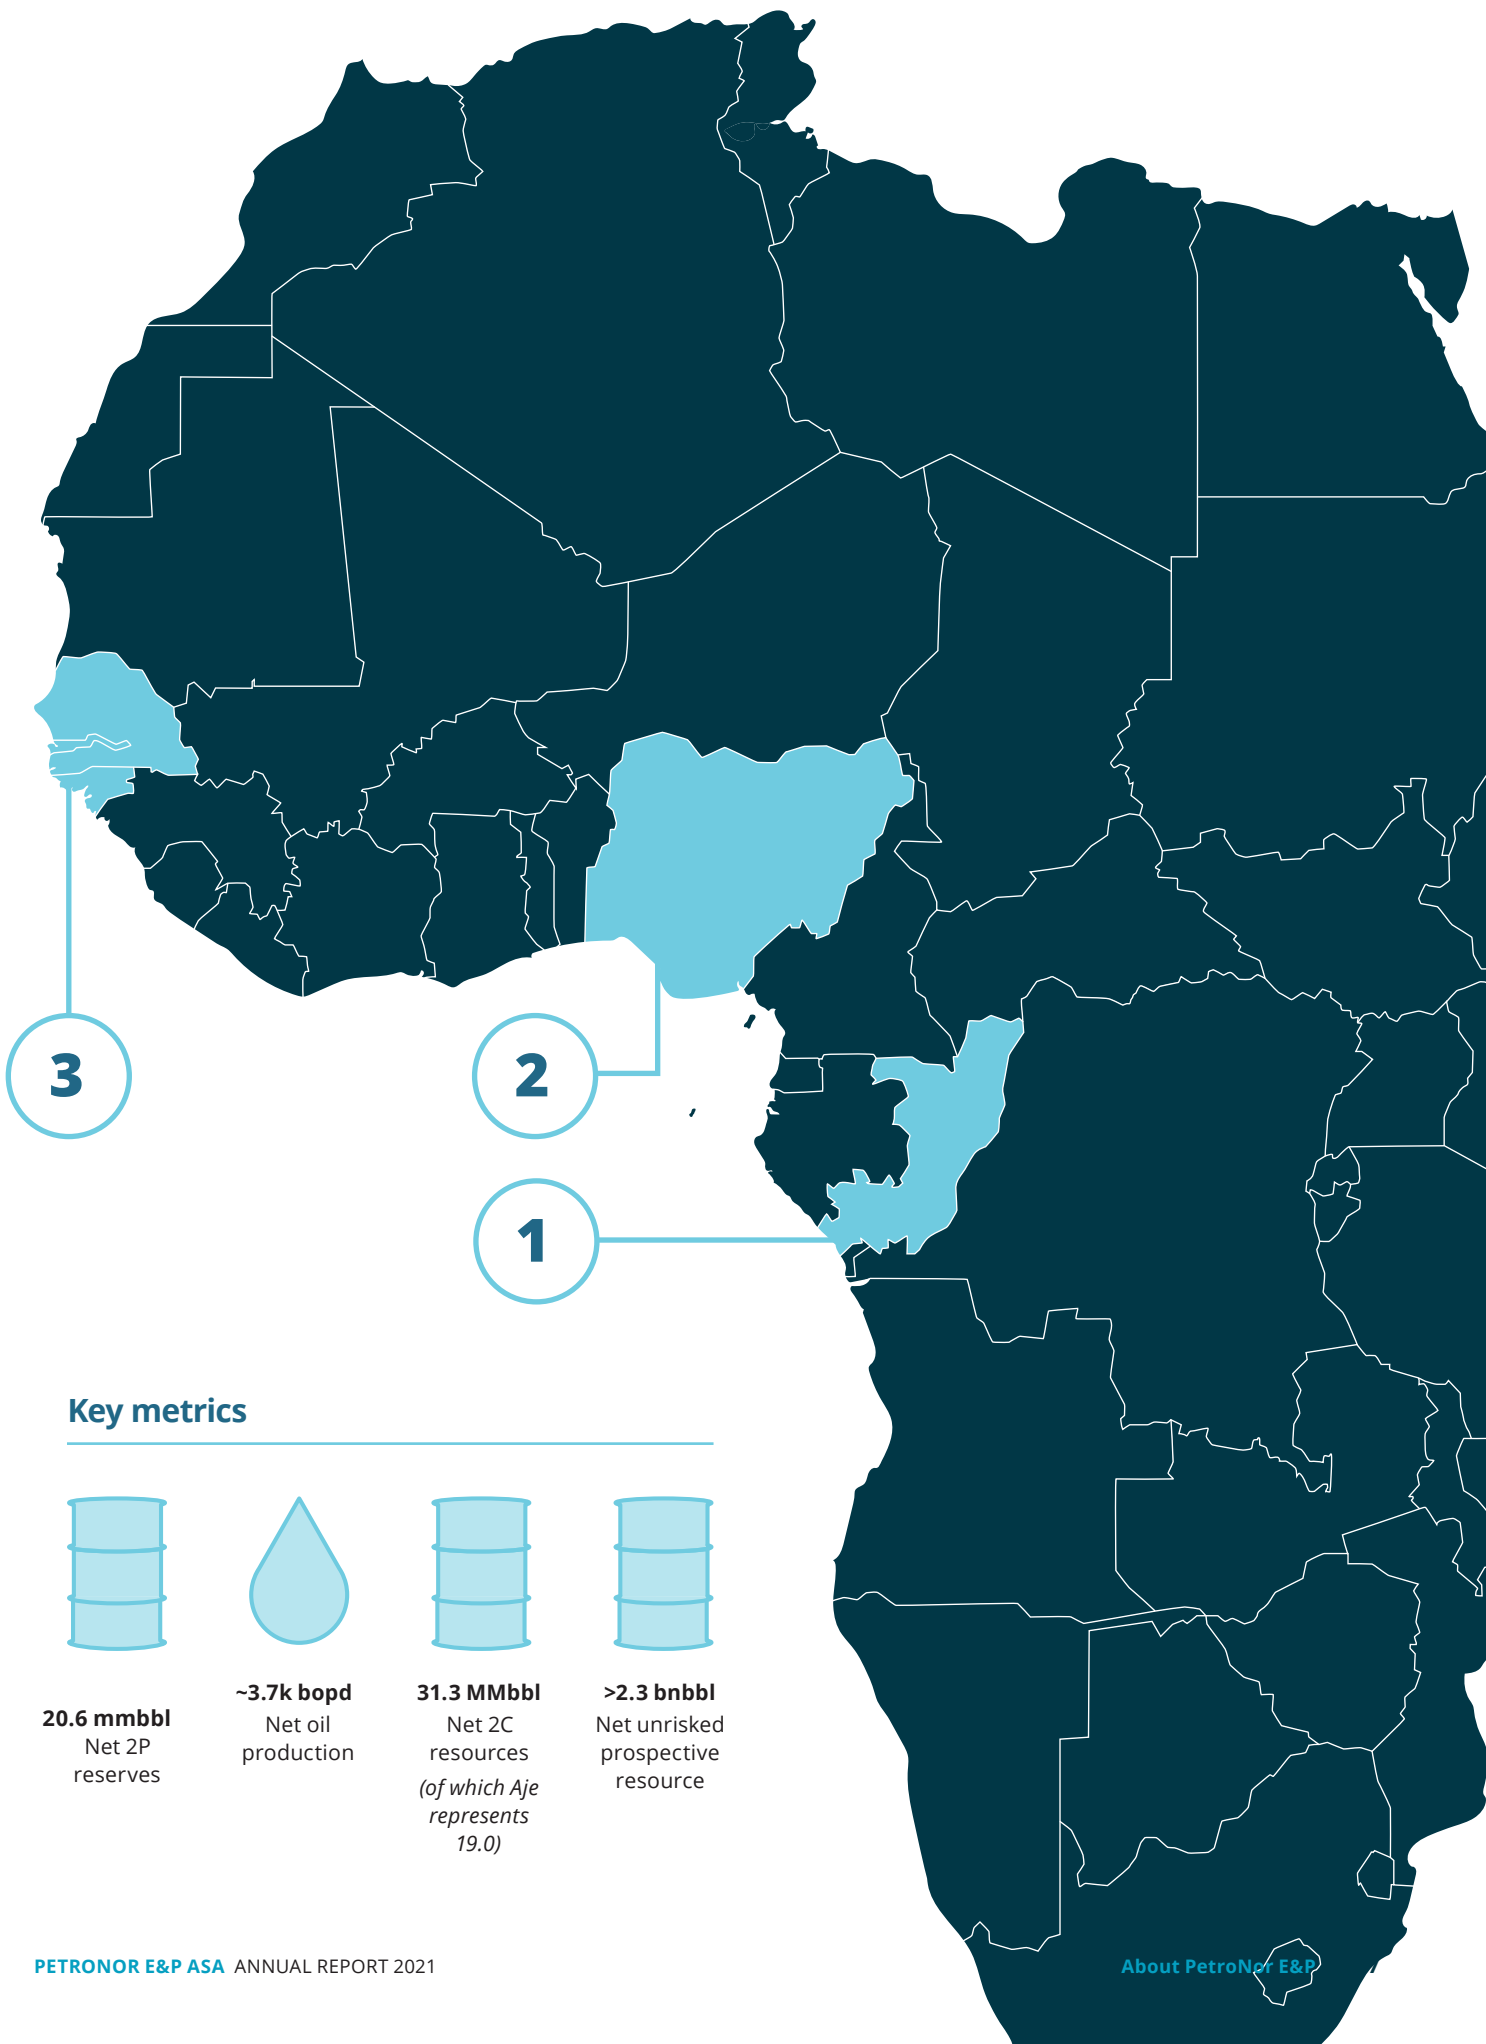 3
2
1
Key metrics
20.6 mmbbl
Net 2P
reserves
~3.7k bopd
Net oil
production
31.3 MMbbl
Net 2C
resources
(of which Aje
represents
19.0)
>2.3 bnbbl
Net unrisked
prospective
resource
PETRONOR E&P ASA ANNUAL REPORT 2021
About PetroNor E&P